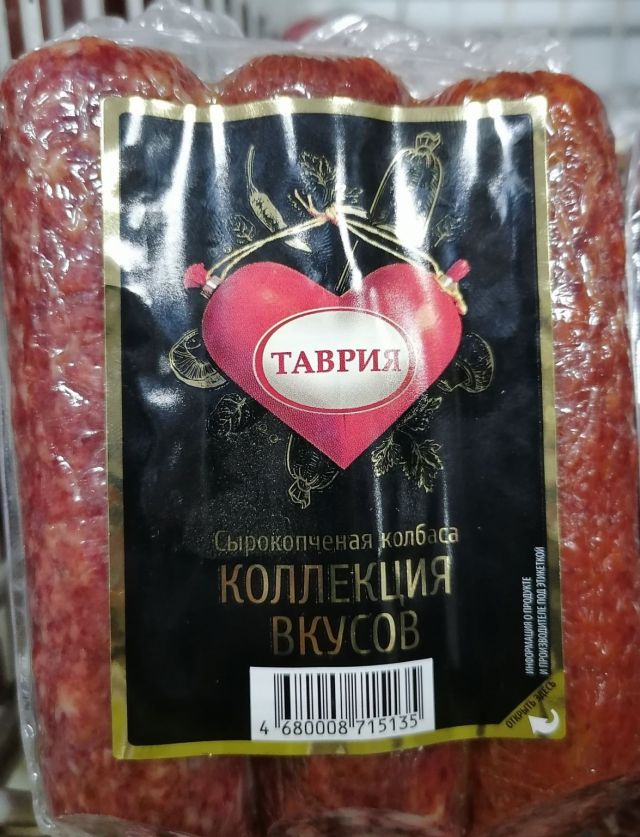 ТАВРИЯ
Сырокопченая колбаса
КОЛЛЕКЦИЯ
ВКУСОВ
ИНФОРМАЦИЯ О ПРОДУКТЕ
И ПРОИЗВОДИТЕЛЕ ПОД ЭТИКЕТКОЙ
ОТКРЫТЬ ЗДЕСЬ
4 680008 715135